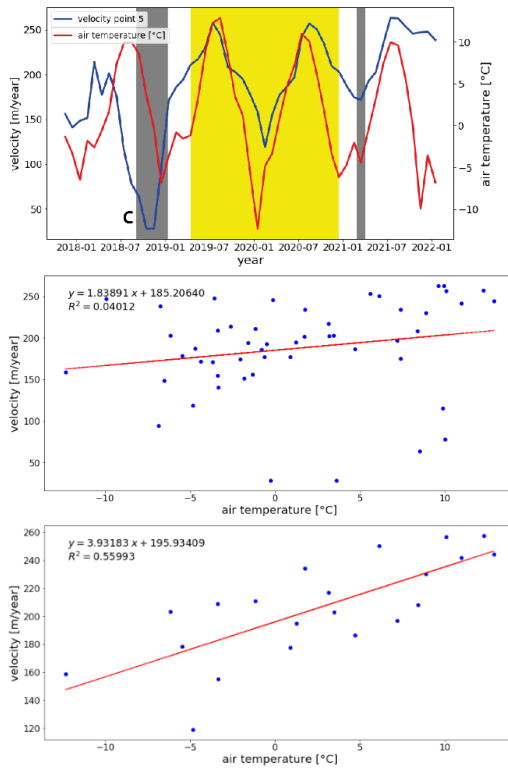 velocity point 5
air temperature [°C]
velocity [m/year]
250
200
150
100
50
10
5
0
−5
−10
air temperature [°C]
C
2018-01 2018-07 2019-01 2019-07 2020-01 2020-07 2021-01 2021-07 2022-01
year
y = 1.83891 x + 185.20640
R² = 0.04012
velocity [m/year]
250
200
150
100
50
−10 −5 0 5 10
air temperature [°C]
y = 3.93183 x + 195.93409
R² = 0.55993
velocity [m/year]
260
240
220
200
180
160
140
120
−10 −5 0 5 10
air temperature [°C]